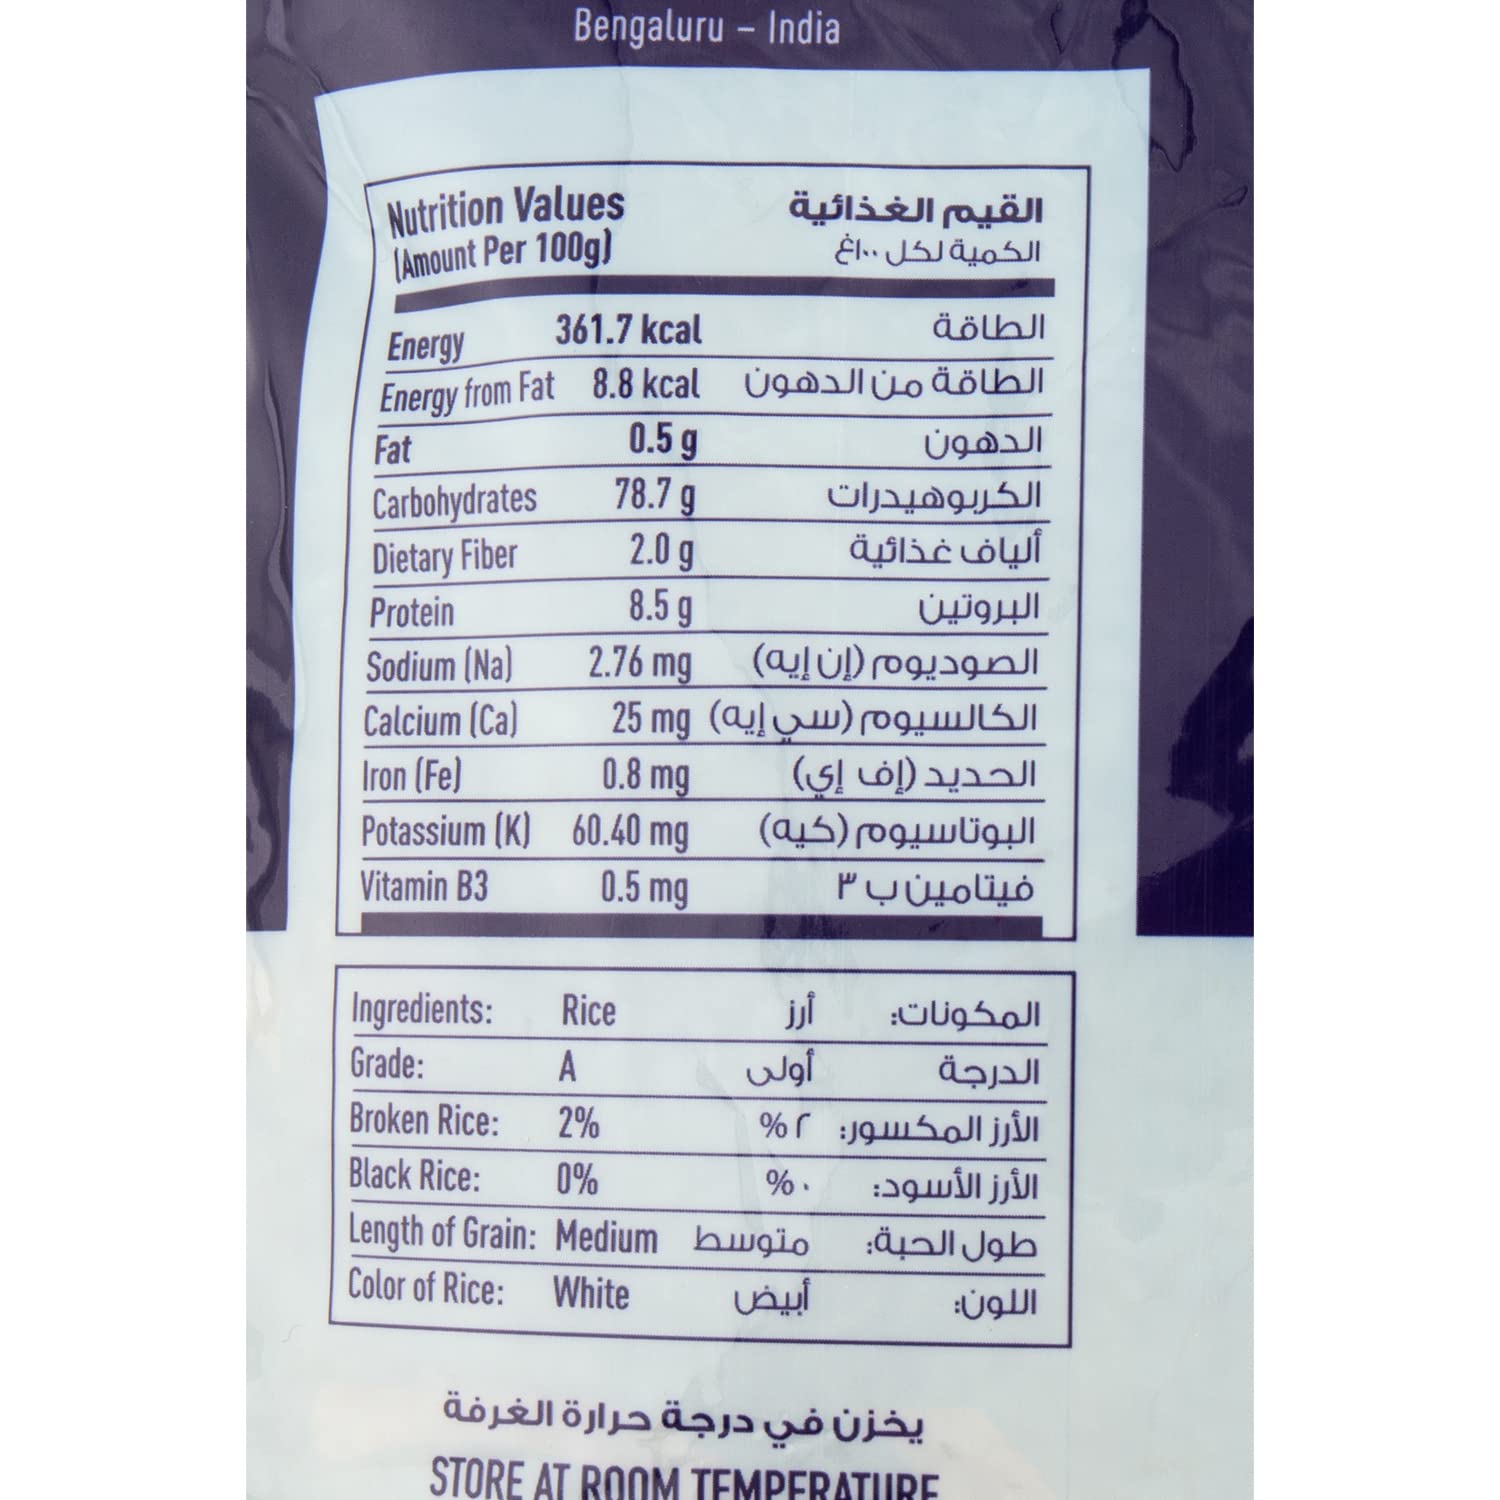 Bengaluru – India
Nutrition Values القيم الغذائية
(Amount Per 100g) الكمية لكل ١٠٠غ
Energy 361.7 kcal الطاقة
Energy from Fat 8.8 kcal الطاقة من الدهون
Fat 0.5 g الدهون
Carbohydrates 78.7 g الكربوهيدرات
Dietary Fiber 2.0 g ألياف غذائية
Protein 8.5 g البروتين
Sodium (Na) 2.76 mg الصوديوم (إن إيه)
Calcium (Ca) 25 mg الكالسيوم (سي إيه)
Iron (Fe) 0.8 mg الحديد (إف إي)
Potassium (K) 60.40 mg البوتاسيوم (كيه)
Vitamin B3 0.5 mg فيتامين ب ٣
Ingredients: Rice أرز المكونات:
Grade: A أولى الدرجة
Broken Rice: 2% ٢% الأرز المكسور:
Black Rice: 0% ٠% الأرز الأسود:
Length of Grain: Medium متوسط طول الحبة:
Color of Rice: White أبيض اللون:
يخزن في درجة حرارة الغرفة
STORE AT ROOM TEMPERATURE